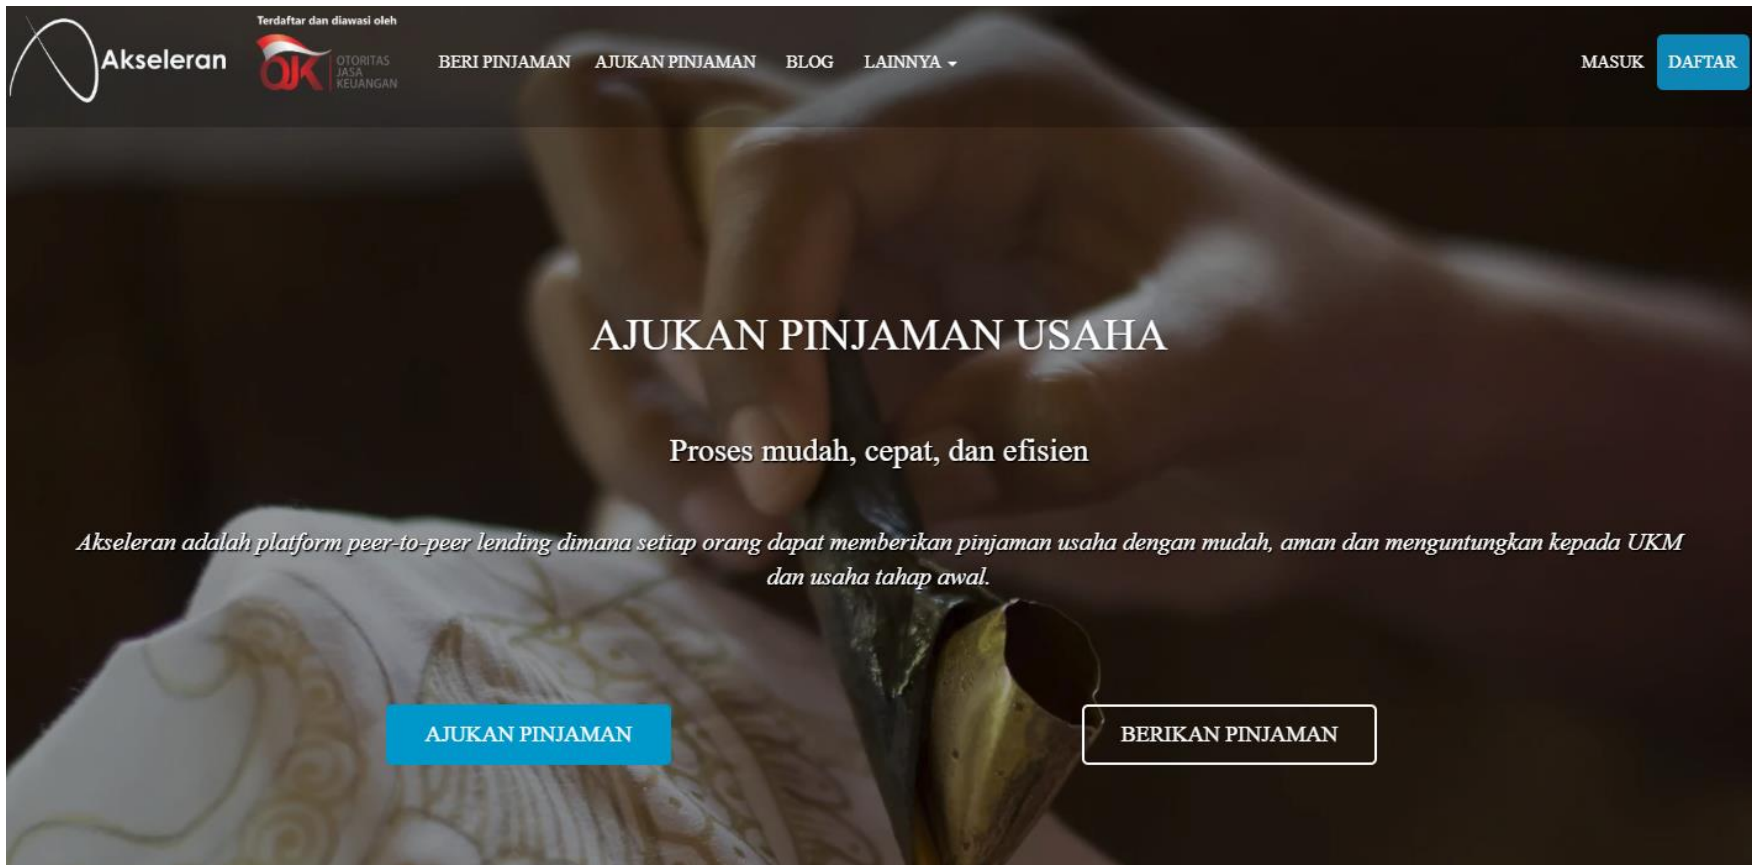 Akseleran
Terdaftar dan diawasi oleh
OJK
OTORITAS
JASA
KEUANGAN
BERI PINJAMAN
AJUKAN PINJAMAN
BLOG
LAINNYA
MASUK
DAFTAR
AJUKAN PINJAMAN USAHA
Proses mudah, cepat, dan efisien
Akseleran adalah platform peer-to-peer lending dimana setiap orang dapat memberikan pinjaman usaha dengan mudah, aman dan menguntungkan kepada UKM
dan usaha tahap awal.
AJUKAN PINJAMAN
BERIKAN PINJAMAN